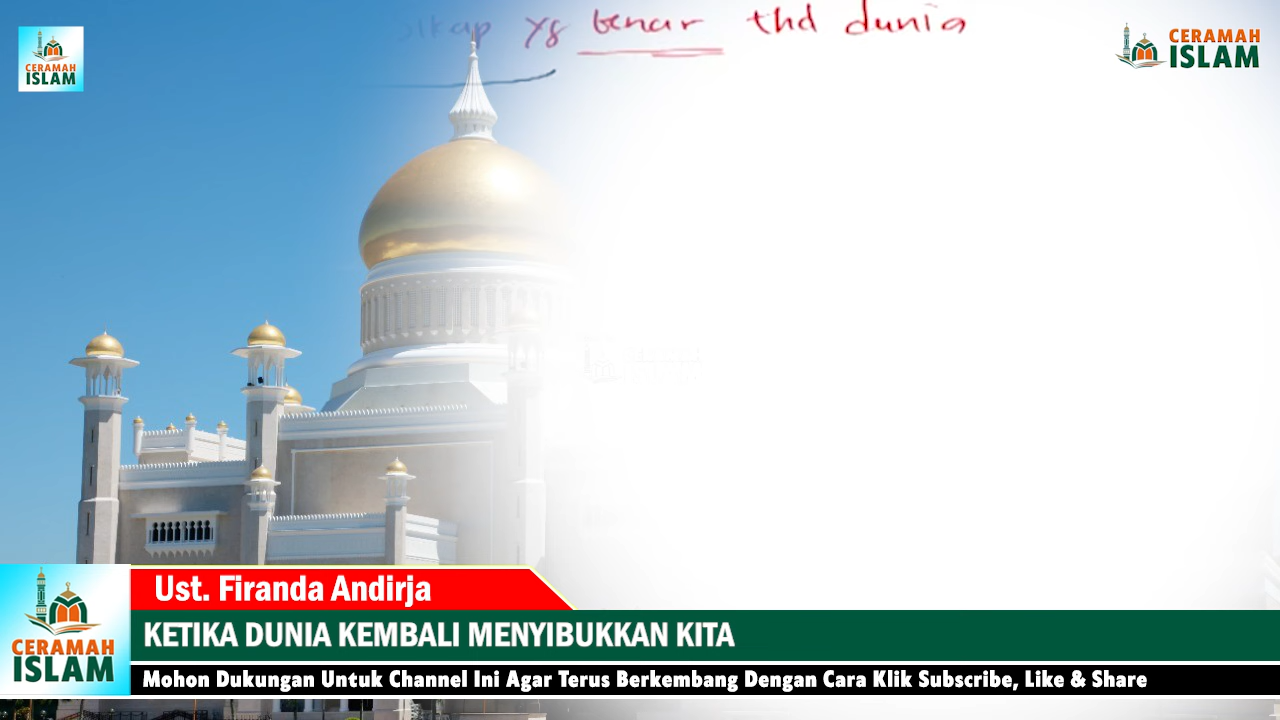 sikap yg benar thd dunia
CERAMAH
ISLAM
CERAMAH
ISLAM
Ust. Firanda Andirja
KETIKA DUNIA KEMBALI MENYIBUKKAN KITA
CERAMAH
ISLAM
Mohon Dukungan Untuk Channel Ini Agar Terus Berkembang Dengan Cara Klik Subscribe, Like & Share